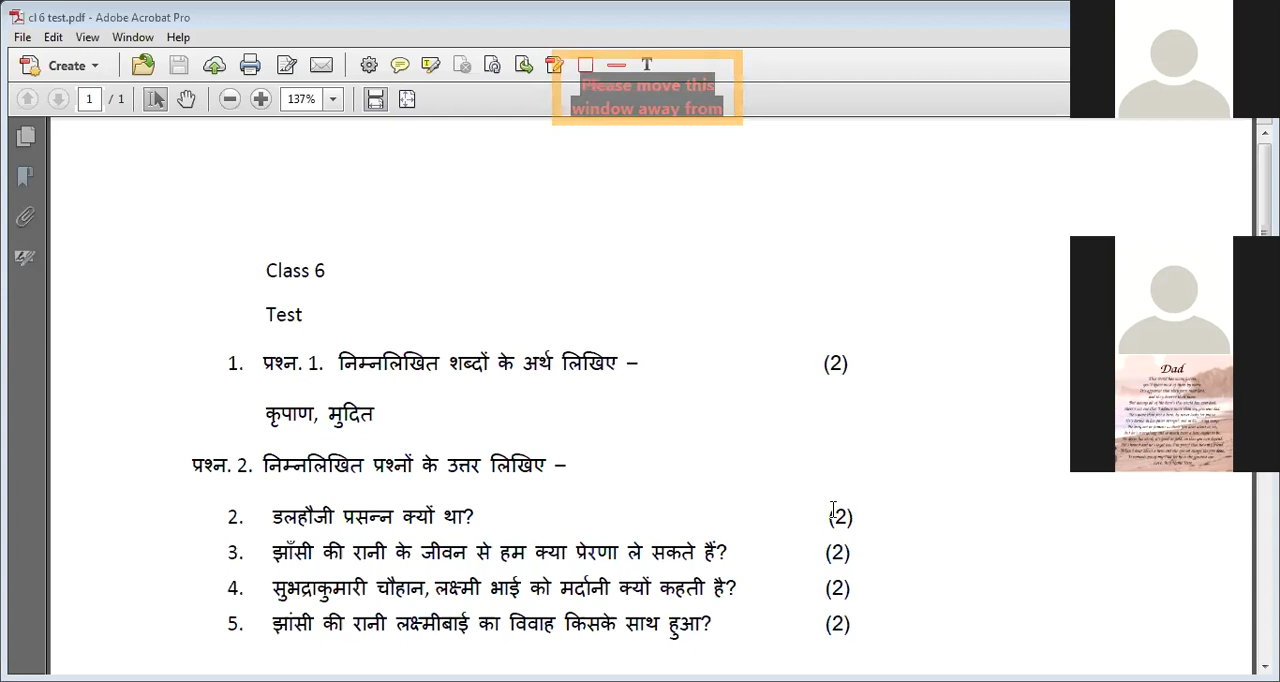 cl 6 test.pdf - Adobe Acrobat Pro
File Edit View Window Help
Create
T
1 / 1
137%
Please move this
window away from
Class 6
Test
1. प्रश्न. 1. निम्नलिखित शब्दों के अर्थ लिखिए – (2)
कृपाण, मुदित
प्रश्न. 2. निम्नलिखित प्रश्नों के उत्तर लिखिए –
2. डलहौजी प्रसन्न क्यों था? (2)
3. झाँसी की रानी के जीवन से हम क्या प्रेरणा ले सकते हैं? (2)
4. सुभद्राकुमारी चौहान, लक्ष्मी भाई को मर्दानी क्यों कहती है? (2)
5. झांसी की रानी लक्ष्मीबाई का विवाह किसके साथ हुआ? (2)
Dad